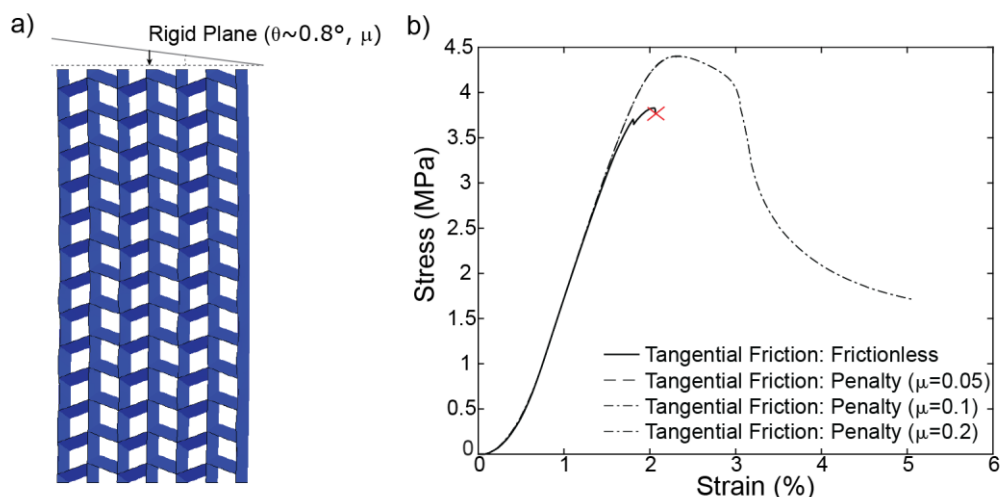 a)
Rigid Plane (θ~0.8°, μ)
b)
4.5
4
3.5
3
2.5
2
1.5
1
0.5
0
Stress (MPa)
Tangential Friction: Frictionless
Tangential Friction: Penalty (μ=0.05)
Tangential Friction: Penalty (μ=0.1)
Tangential Friction: Penalty (μ=0.2)
0 1 2 3 4 5 6
Strain (%)